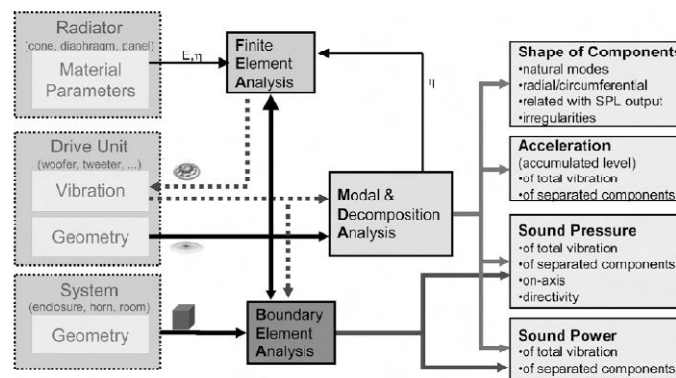 Radiator
(cone, diaphragm, panel)
Material
Parameters
E,η
Finite
Element
Analysis
η
Drive Unit
(woofer, tweeter, ...)
Vibration
Geometry
Modal &
Decomposition
Analysis
System
(enclosure, horn, room)
Geometry
Boundary
Element
Analysis
Shape of Components
•natural modes
•radial/circumferential
•related with SPL output
•irregularities
Acceleration
(accumulated level)
•of total vibration
•of separated components
Sound Pressure
•of total vibration
•of separated components
•on-axis
•directivity
Sound Power
•of total vibration
•of separated components